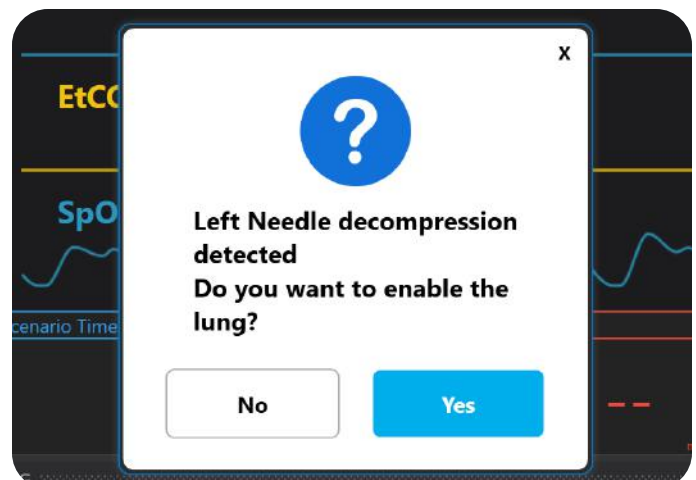 x
EtCO
?
SpO
Left Needle decompression
detected
Do you want to enable the
lung?
cenario Time
No
Yes
--